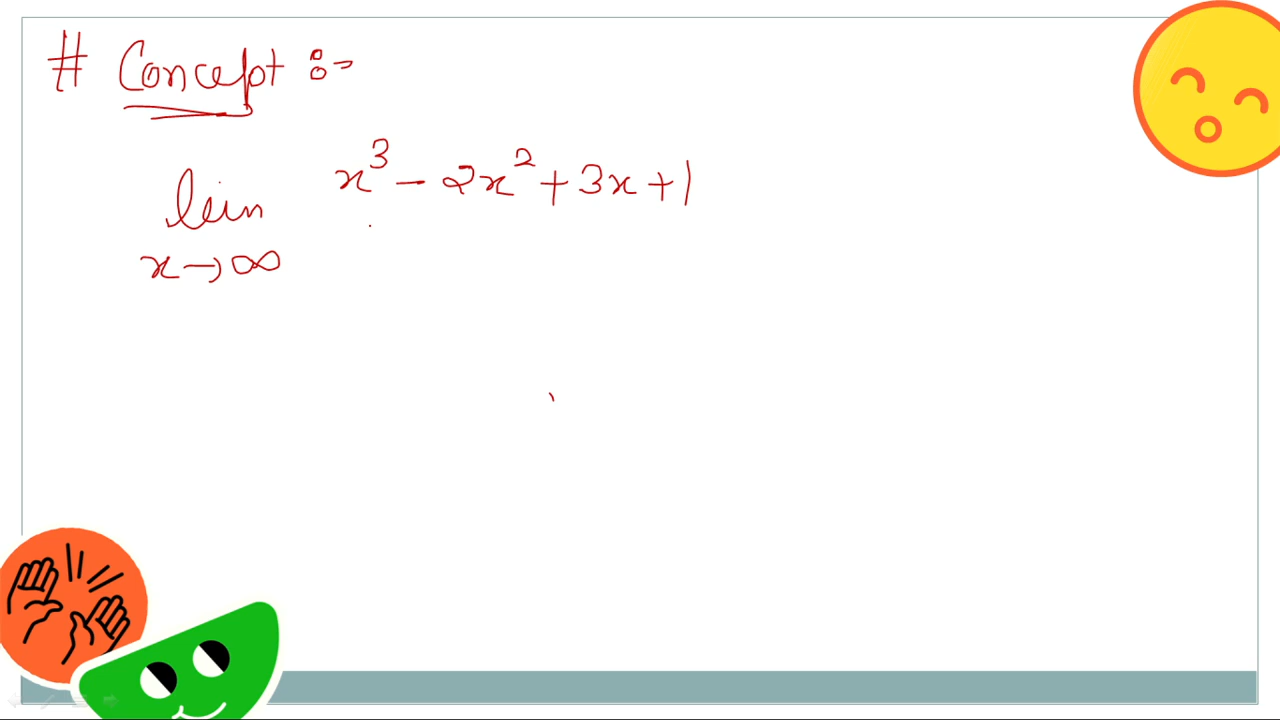 # Concept :-
lim x³ - 2x² + 3x + 1
x→∞